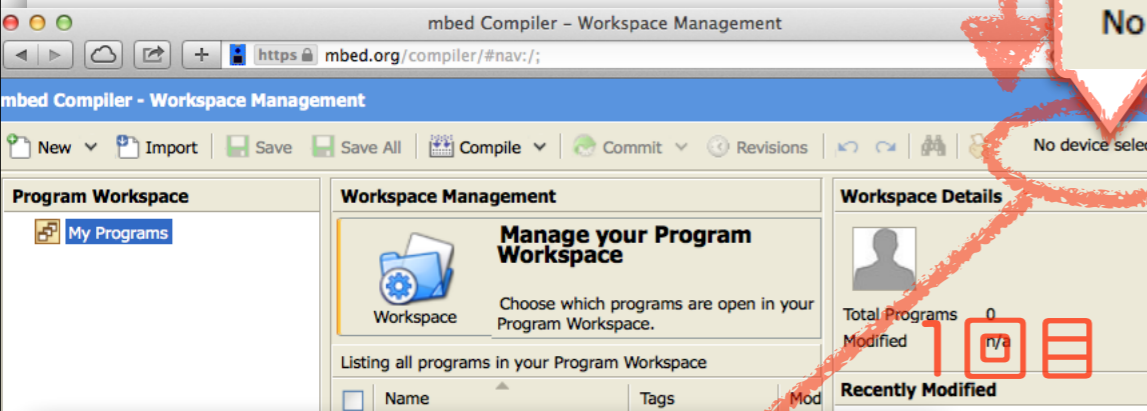 No
mbed Compiler – Workspace Management
https mbed.org/compiler/#nav:/;
mbed Compiler - Workspace Management
New Import Save Save All Compile Commit Revisions No device selec
Program Workspace
My Programs
Workspace Management
Manage your Program
Workspace
Choose which programs are open in your
Program Workspace.
Workspace
Listing all programs in your Program Workspace
Name Tags Mod
Workspace Details
Total Programs 0
Modified n/a
1回目
Recently Modified